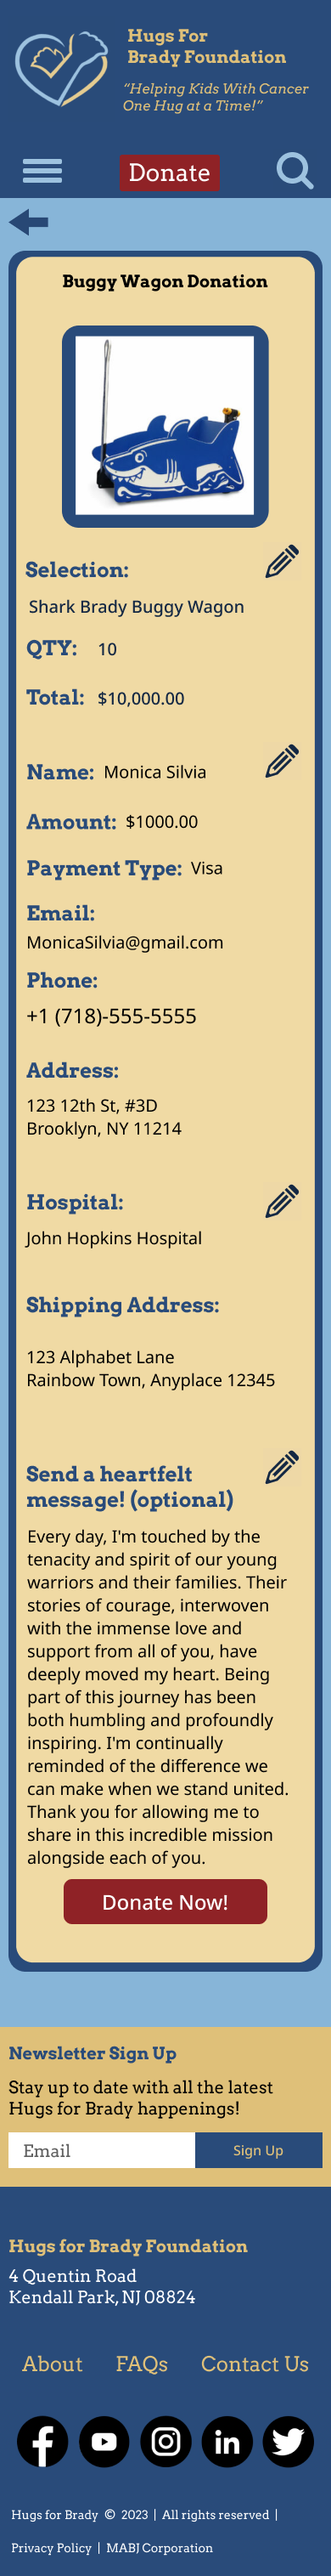 Hugs For
Brady Foundation
“Helping Kids With Cancer
One Hug at a Time!”
Donate
Buggy Wagon Donation
Selection:
Shark Brady Buggy Wagon
QTY: 10
Total: $10,000.00
Name: Monica Silvia
Amount: $1000.00
Payment Type: Visa
Email:
MonicaSilvia@gmail.com
Phone:
+1 (718)-555-5555
Address:
123 12th St, #3D
Brooklyn, NY 11214
Hospital:
John Hopkins Hospital
Shipping Address:
123 Alphabet Lane
Rainbow Town, Anyplace 12345
Send a heartfelt
message! (optional)
Every day, I'm touched by the
tenacity and spirit of our young
warriors and their families. Their
stories of courage, interwoven
with the immense love and
support from all of you, have
deeply moved my heart. Being
part of this journey has been
both humbling and profoundly
inspiring. I'm continually
reminded of the difference we
can make when we stand united.
Thank you for allowing me to
share in this incredible mission
alongside each of you.
Donate Now!
Newsletter Sign Up
Stay up to date with all the latest
Hugs for Brady happenings!
Email
Sign Up
Hugs for Brady Foundation
4 Quentin Road
Kendall Park, NJ 08824
About FAQs Contact Us
Hugs for Brady © 2023 | All rights reserved |
Privacy Policy | MABJ Corporation